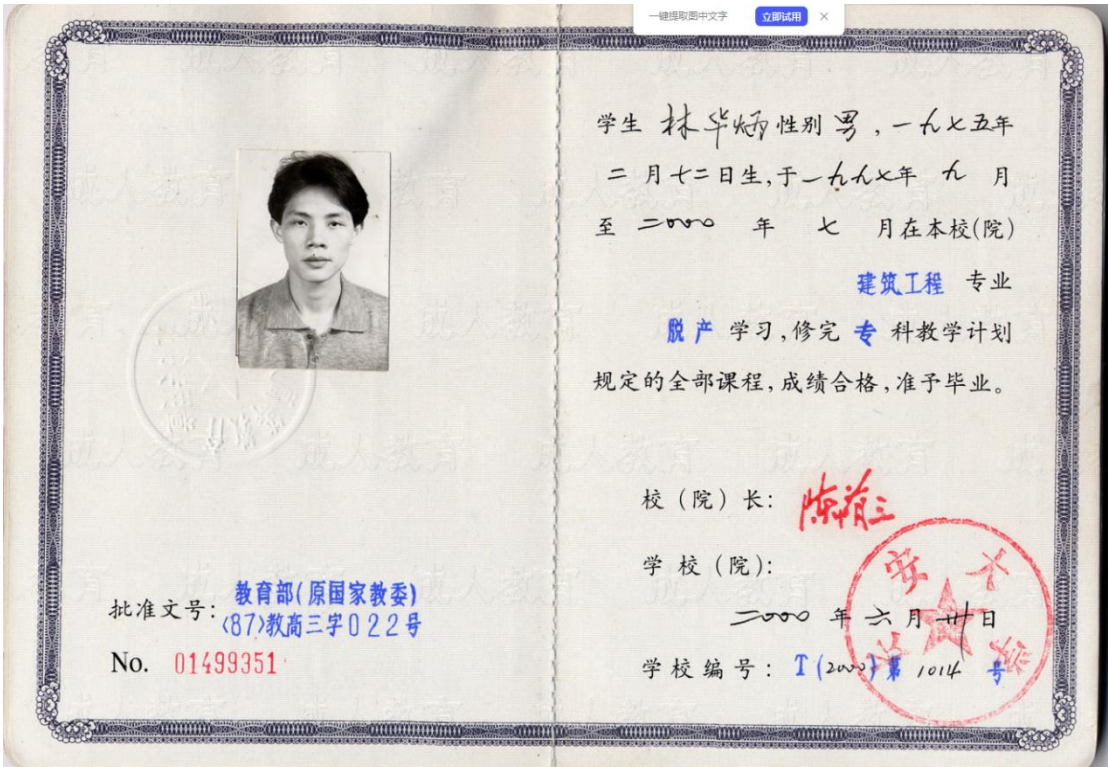 一键提取图中文字 立即试用
学生 林华炳 性别 男，一九七五年
二月十二日生，于一九九七年 九 月
至 二〇〇〇 年 七 月在本校(院)
建筑工程 专业
脱产 学习，修完 专 科教学计划
规定的全部课程，成绩合格，准予毕业。
校（院）长：
学校（院）：
二〇〇〇年六月卅日
学校编号：T(2000)第 1014 号
批准文号：教育部(原国家教委)
<87>教高三字022号
No. 01499351
成人教育